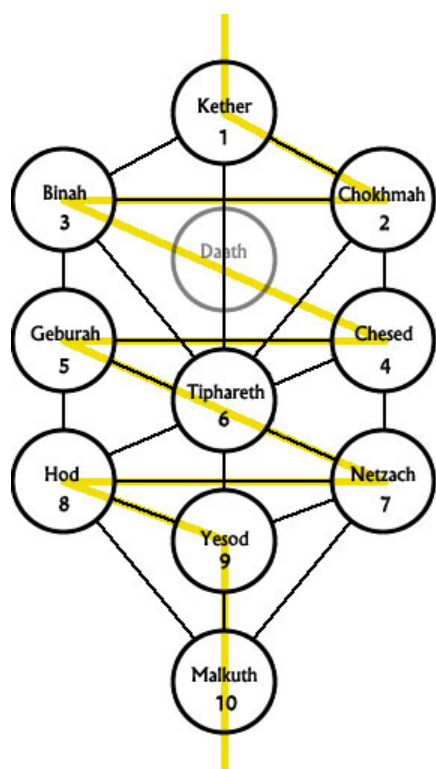 Kether
1
Binah
3
Chokhmah
2
Daath
Geburah
5
Chesed
4
Tiphareth
6
Hod
8
Netzach
7
Yesod
9
Malkuth
10